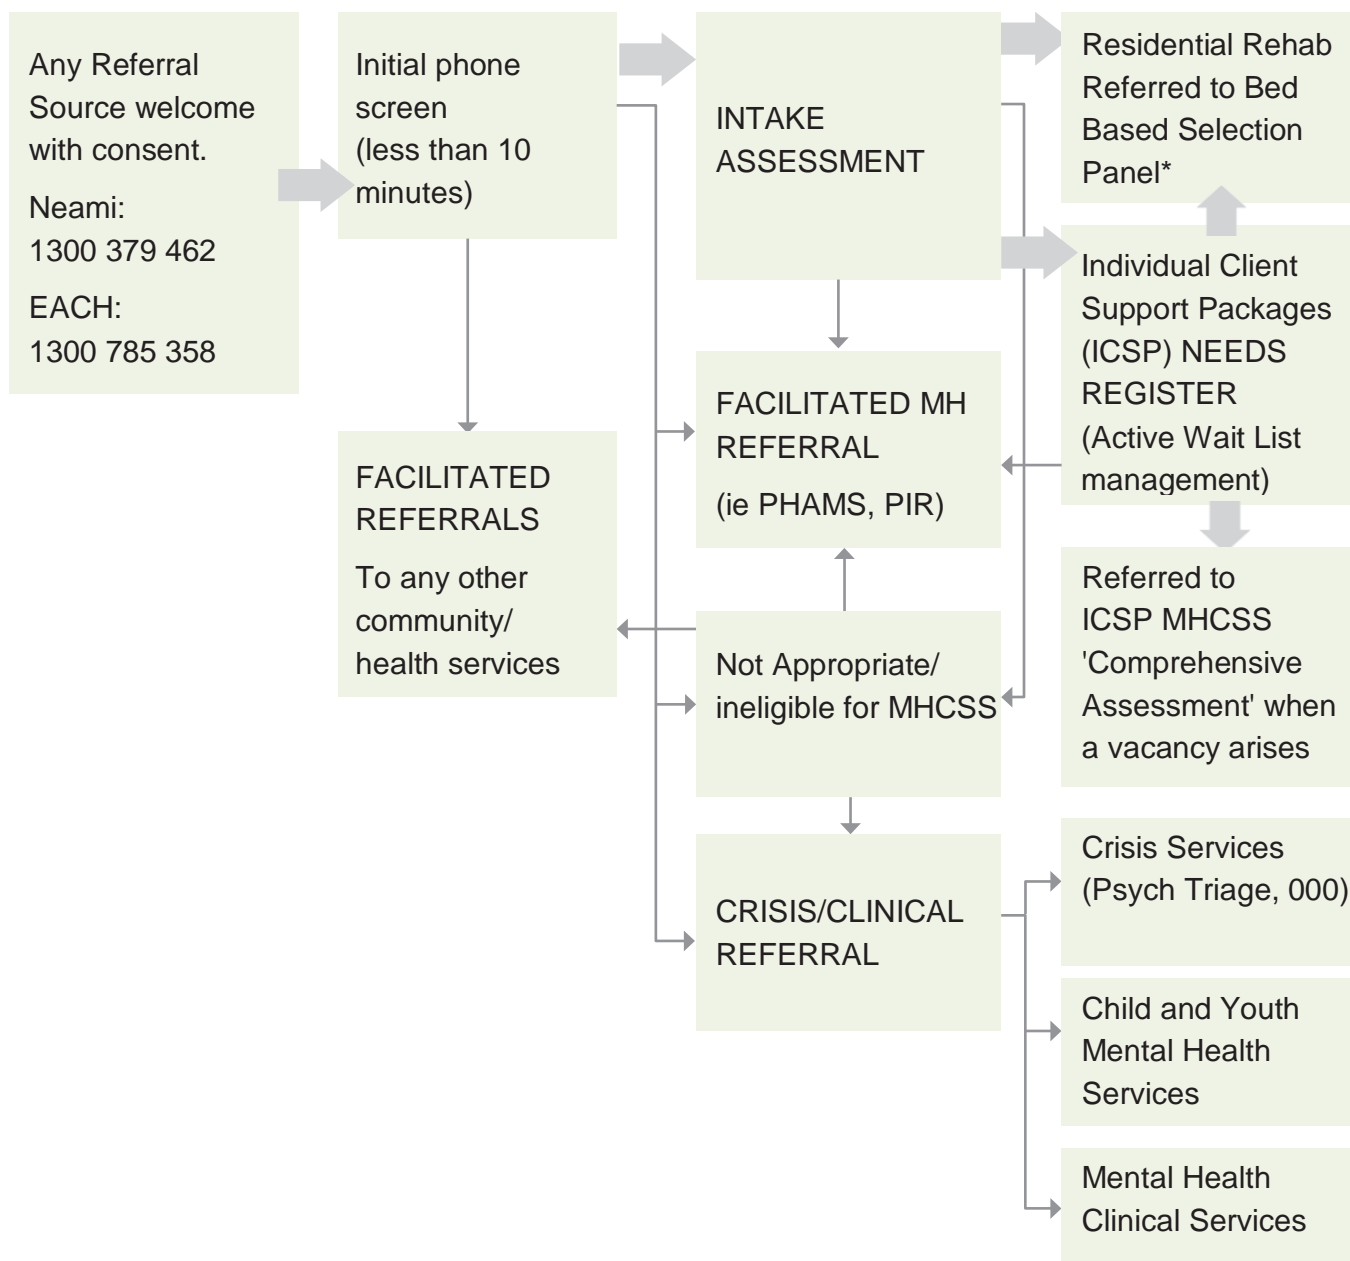 Any Referral
Source welcome
with consent.
Neami:
1300 379 462
EACH:
1300 785 358
Initial phone
screen
(less than 10
minutes)
INTAKE
ASSESSMENT
Residential Rehab
Referred to Bed
Based Selection
Panel*
Individual Client
Support Packages
(ICSP) NEEDS
REGISTER
(Active Wait List
management)
FACILITATED MH
REFERRAL
(ie PHAMS, PIR)
FACILITATED
REFERRALS
To any other
community/
health services
Not Appropriate/
ineligible for MHCSS
Referred to
ICSP MHCSS
'Comprehensive
Assessment' when
a vacancy arises
CRISIS/CLINICAL
REFERRAL
Crisis Services
(Psych Triage, 000)
Child and Youth
Mental Health
Services
Mental Health
Clinical Services